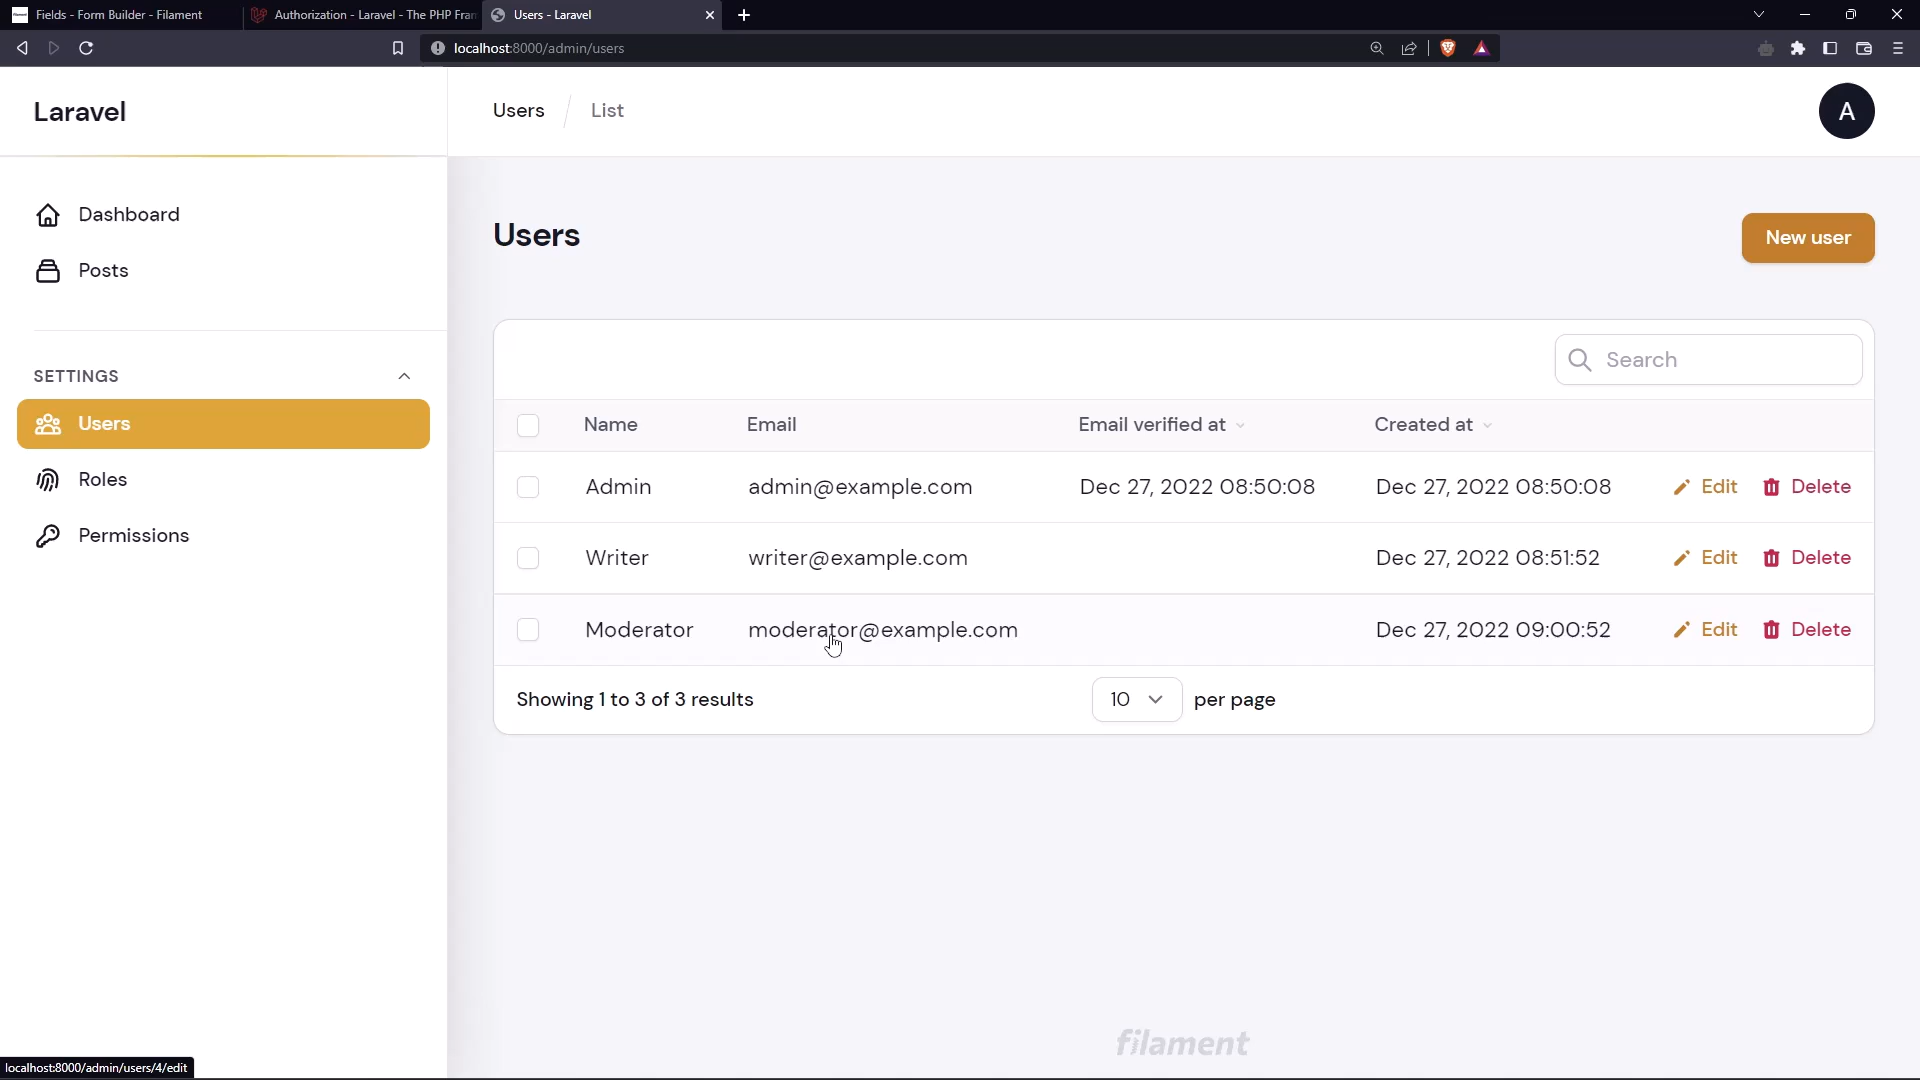 Fields - Form Builder - Filament
Authorization - Laravel - The PHP Fran
Users - Laravel
localhost:8000/admin/users
Laravel
Users
List
A
Dashboard
Posts
SETTINGS
Users
Roles
Permissions
Users
New user
Search
Name Email Email verified at Created at
Admin admin@example.com Dec 27, 2022 08:50:08 Dec 27, 2022 08:50:08 Edit Delete
Writer writer@example.com Dec 27, 2022 08:51:52 Edit Delete
Moderator moderator@example.com Dec 27, 2022 09:00:52 Edit Delete
Showing 1 to 3 of 3 results 10 per page
filament
localhost:8000/admin/users/4/edit